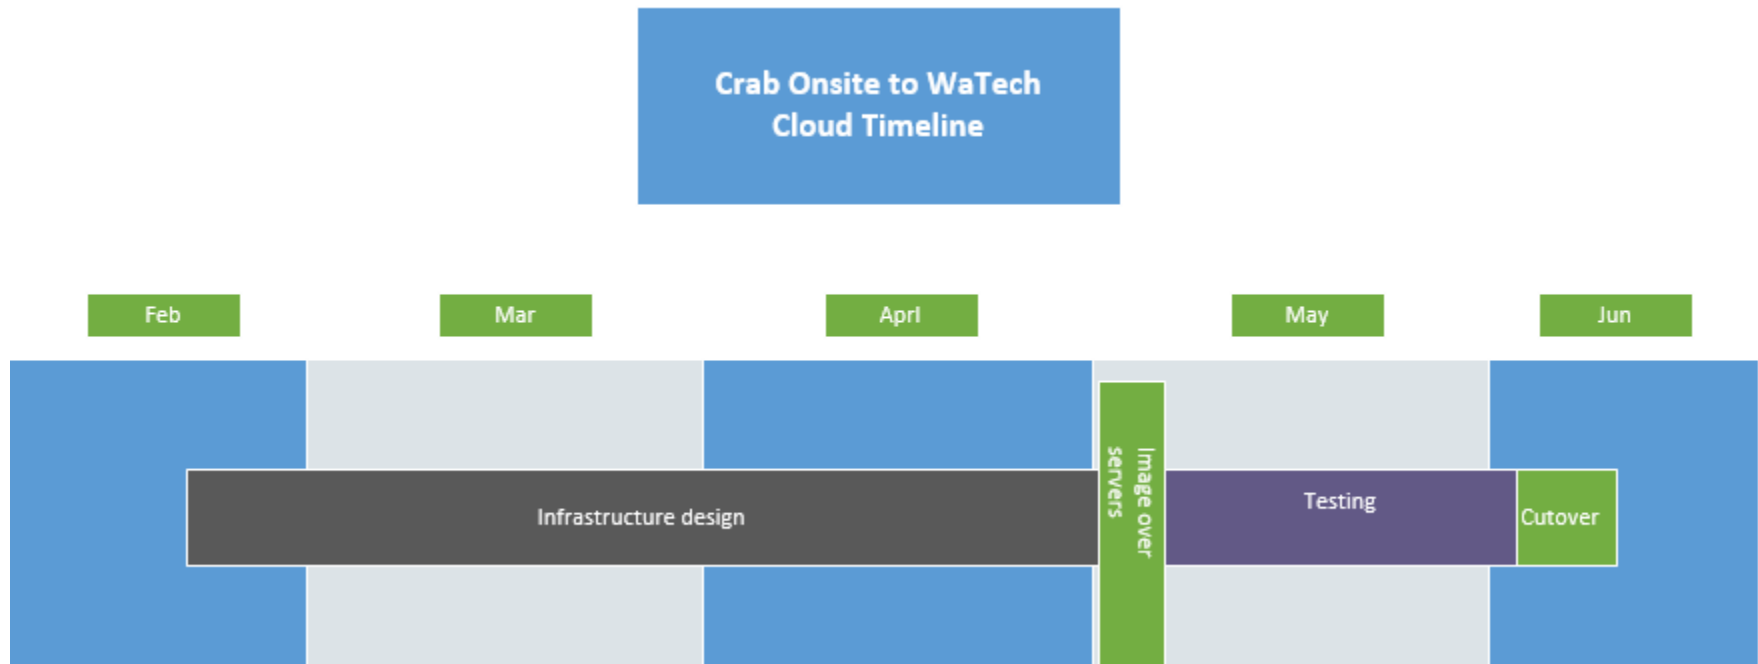 Crab Onsite to WaTech
Cloud Timeline
Feb
Mar
Aprl
May
Jun
Infrastructure design
Image over
servers
Testing
Cutover